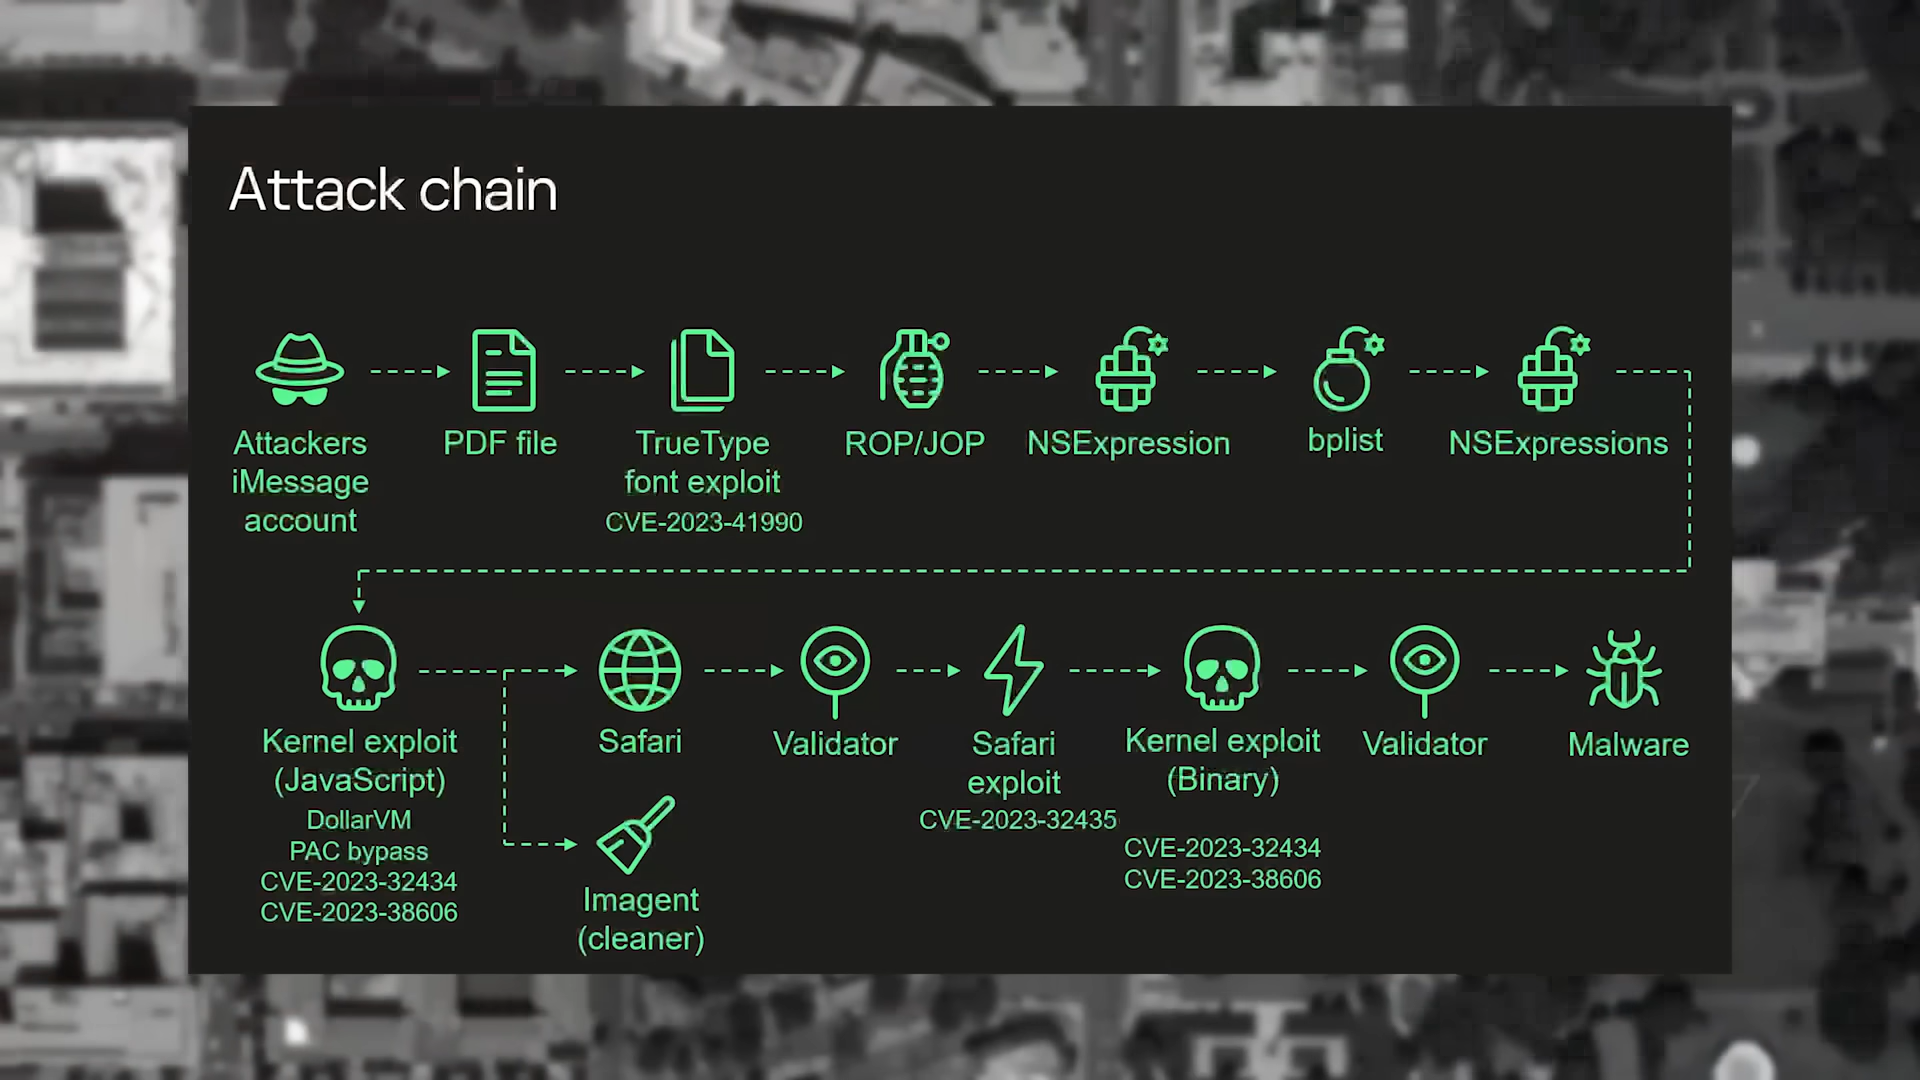 Attack chain
Attackers
iMessage
account
PDF file
TrueType
font exploit
CVE-2023-41990
ROP/JOP
NSExpression
bplist
NSExpressions
Kernel exploit
(JavaScript)
DollarVM
PAC bypass
CVE-2023-32434
CVE-2023-38606
Safari
Imagent
(cleaner)
Validator
Safari
exploit
CVE-2023-32435
Kernel exploit
(Binary)
CVE-2023-32434
CVE-2023-38606
Validator
Malware